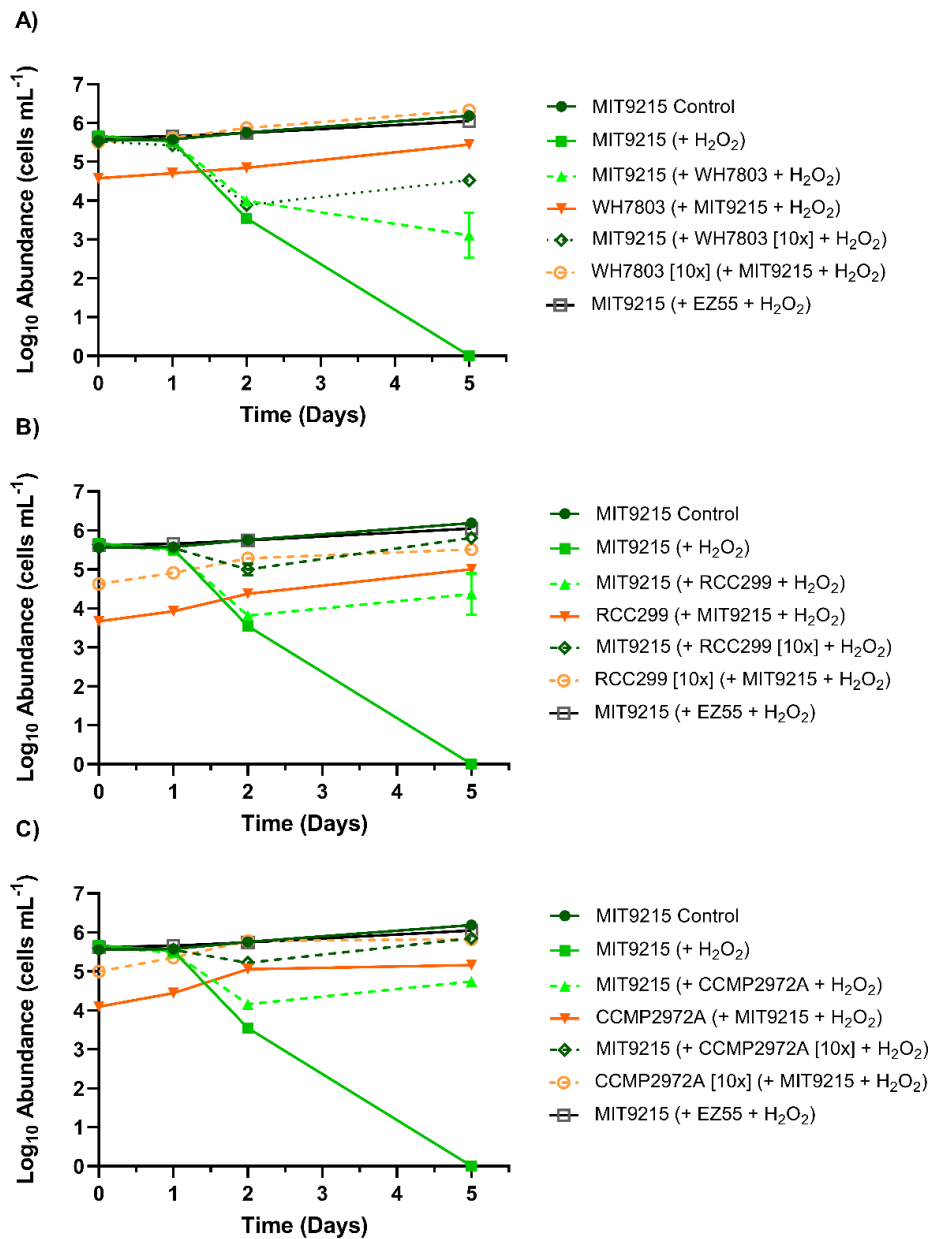 A)
Log₁₀ Abundance (cells mL⁻¹)
7
6
5
4
3
2
1
0
0 1 2 3 4 5
Time (Days)
MIT9215 Control
MIT9215 (+ H₂O₂)
MIT9215 (+ WH7803 + H₂O₂)
WH7803 (+ MIT9215 + H₂O₂)
MIT9215 (+ WH7803 [10x] + H₂O₂)
WH7803 [10x] (+ MIT9215 + H₂O₂)
MIT9215 (+ EZ55 + H₂O₂)
B)
Log₁₀ Abundance (cells mL⁻¹)
7
6
5
4
3
2
1
0
0 1 2 3 4 5
Time (Days)
MIT9215 Control
MIT9215 (+ H₂O₂)
MIT9215 (+ RCC299 + H₂O₂)
RCC299 (+ MIT9215 + H₂O₂)
MIT9215 (+ RCC299 [10x] + H₂O₂)
RCC299 [10x] (+ MIT9215 + H₂O₂)
MIT9215 (+ EZ55 + H₂O₂)
C)
Log₁₀ Abundance (cells mL⁻¹)
7
6
5
4
3
2
1
0
0 1 2 3 4 5
Time (Days)
MIT9215 Control
MIT9215 (+ H₂O₂)
MIT9215 (+ CCMP2972A + H₂O₂)
CCMP2972A (+ MIT9215 + H₂O₂)
MIT9215 (+ CCMP2972A [10x] + H₂O₂)
CCMP2972A [10x] (+ MIT9215 + H₂O₂)
MIT9215 (+ EZ55 + H₂O₂)